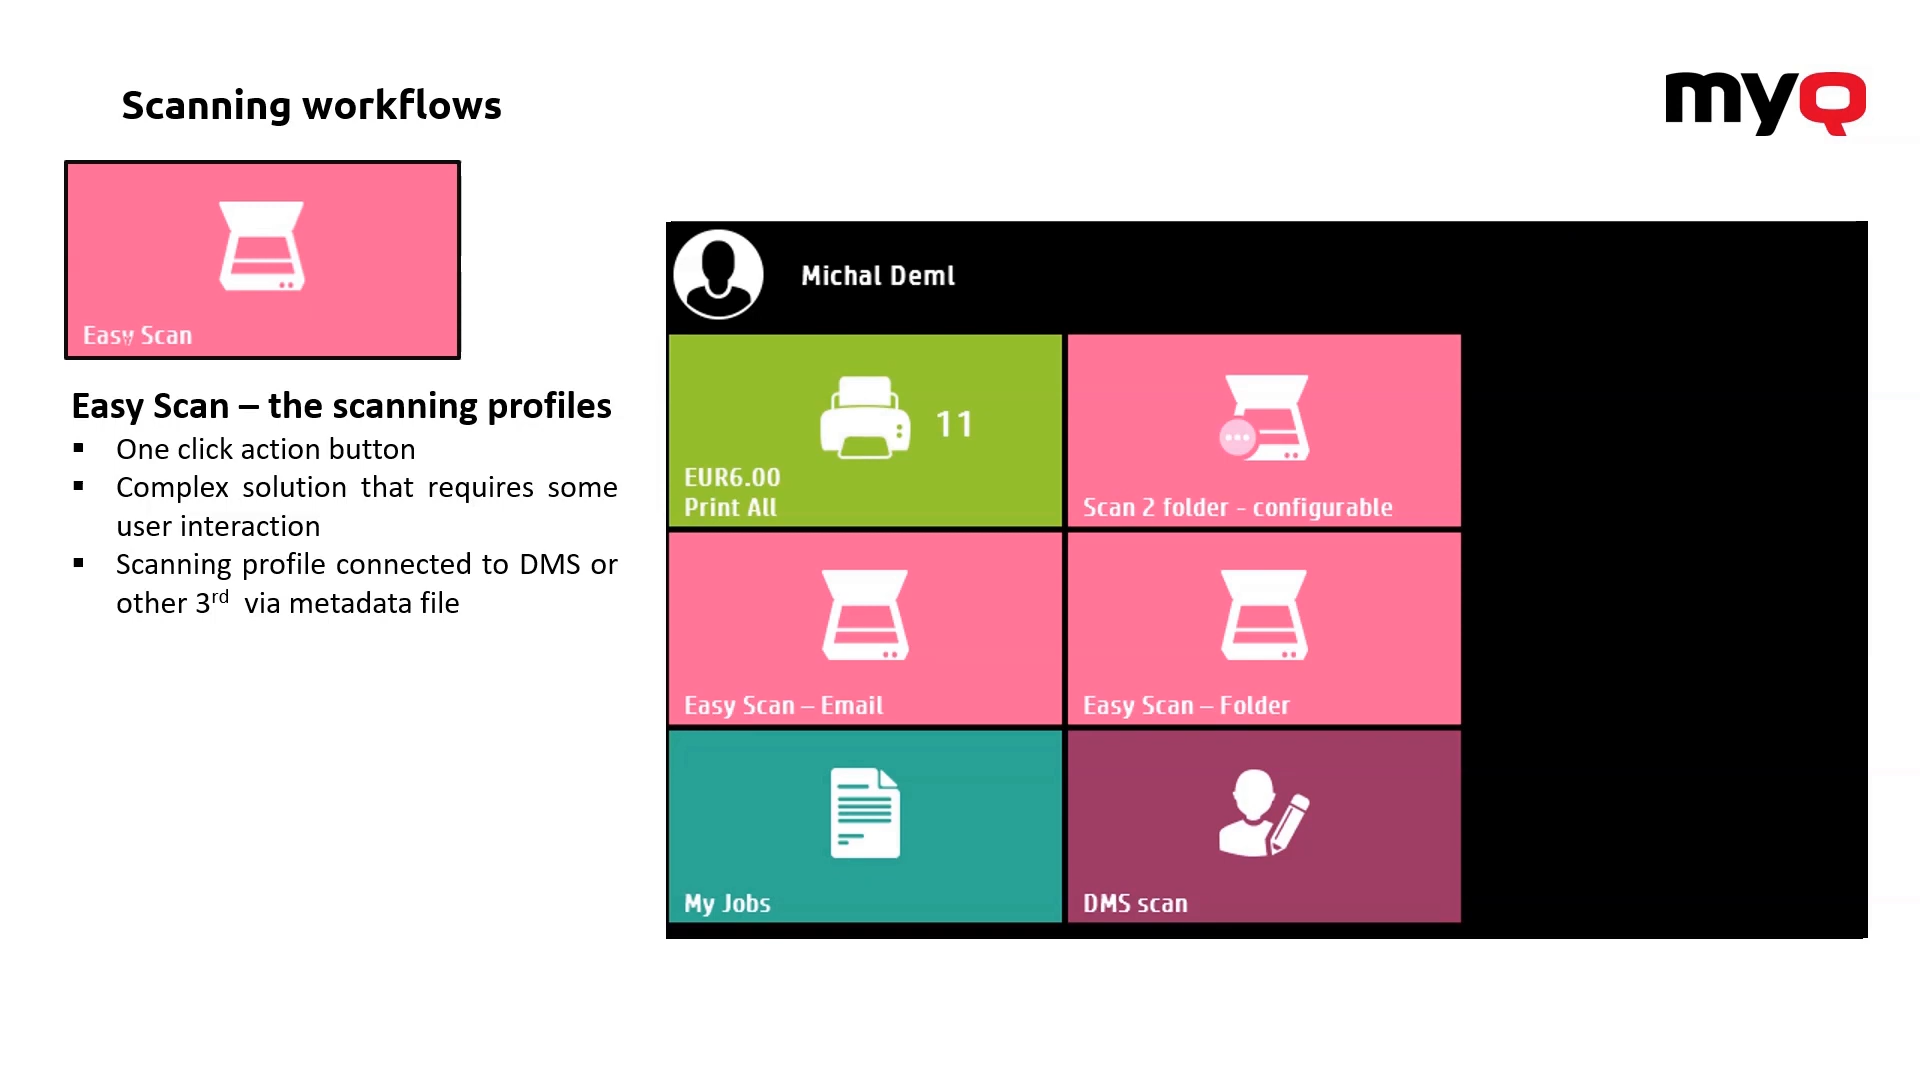 Scanning workflows
myQ
Easy Scan
Easy Scan – the scanning profiles
▪ One click action button
▪ Complex solution that requires some
user interaction
▪ Scanning profile connected to DMS or
other 3rd via metadata file
Michal Deml
11
EUR6.00
Print All
Scan 2 folder - configurable
Easy Scan – Email
Easy Scan – Folder
My Jobs
DMS scan